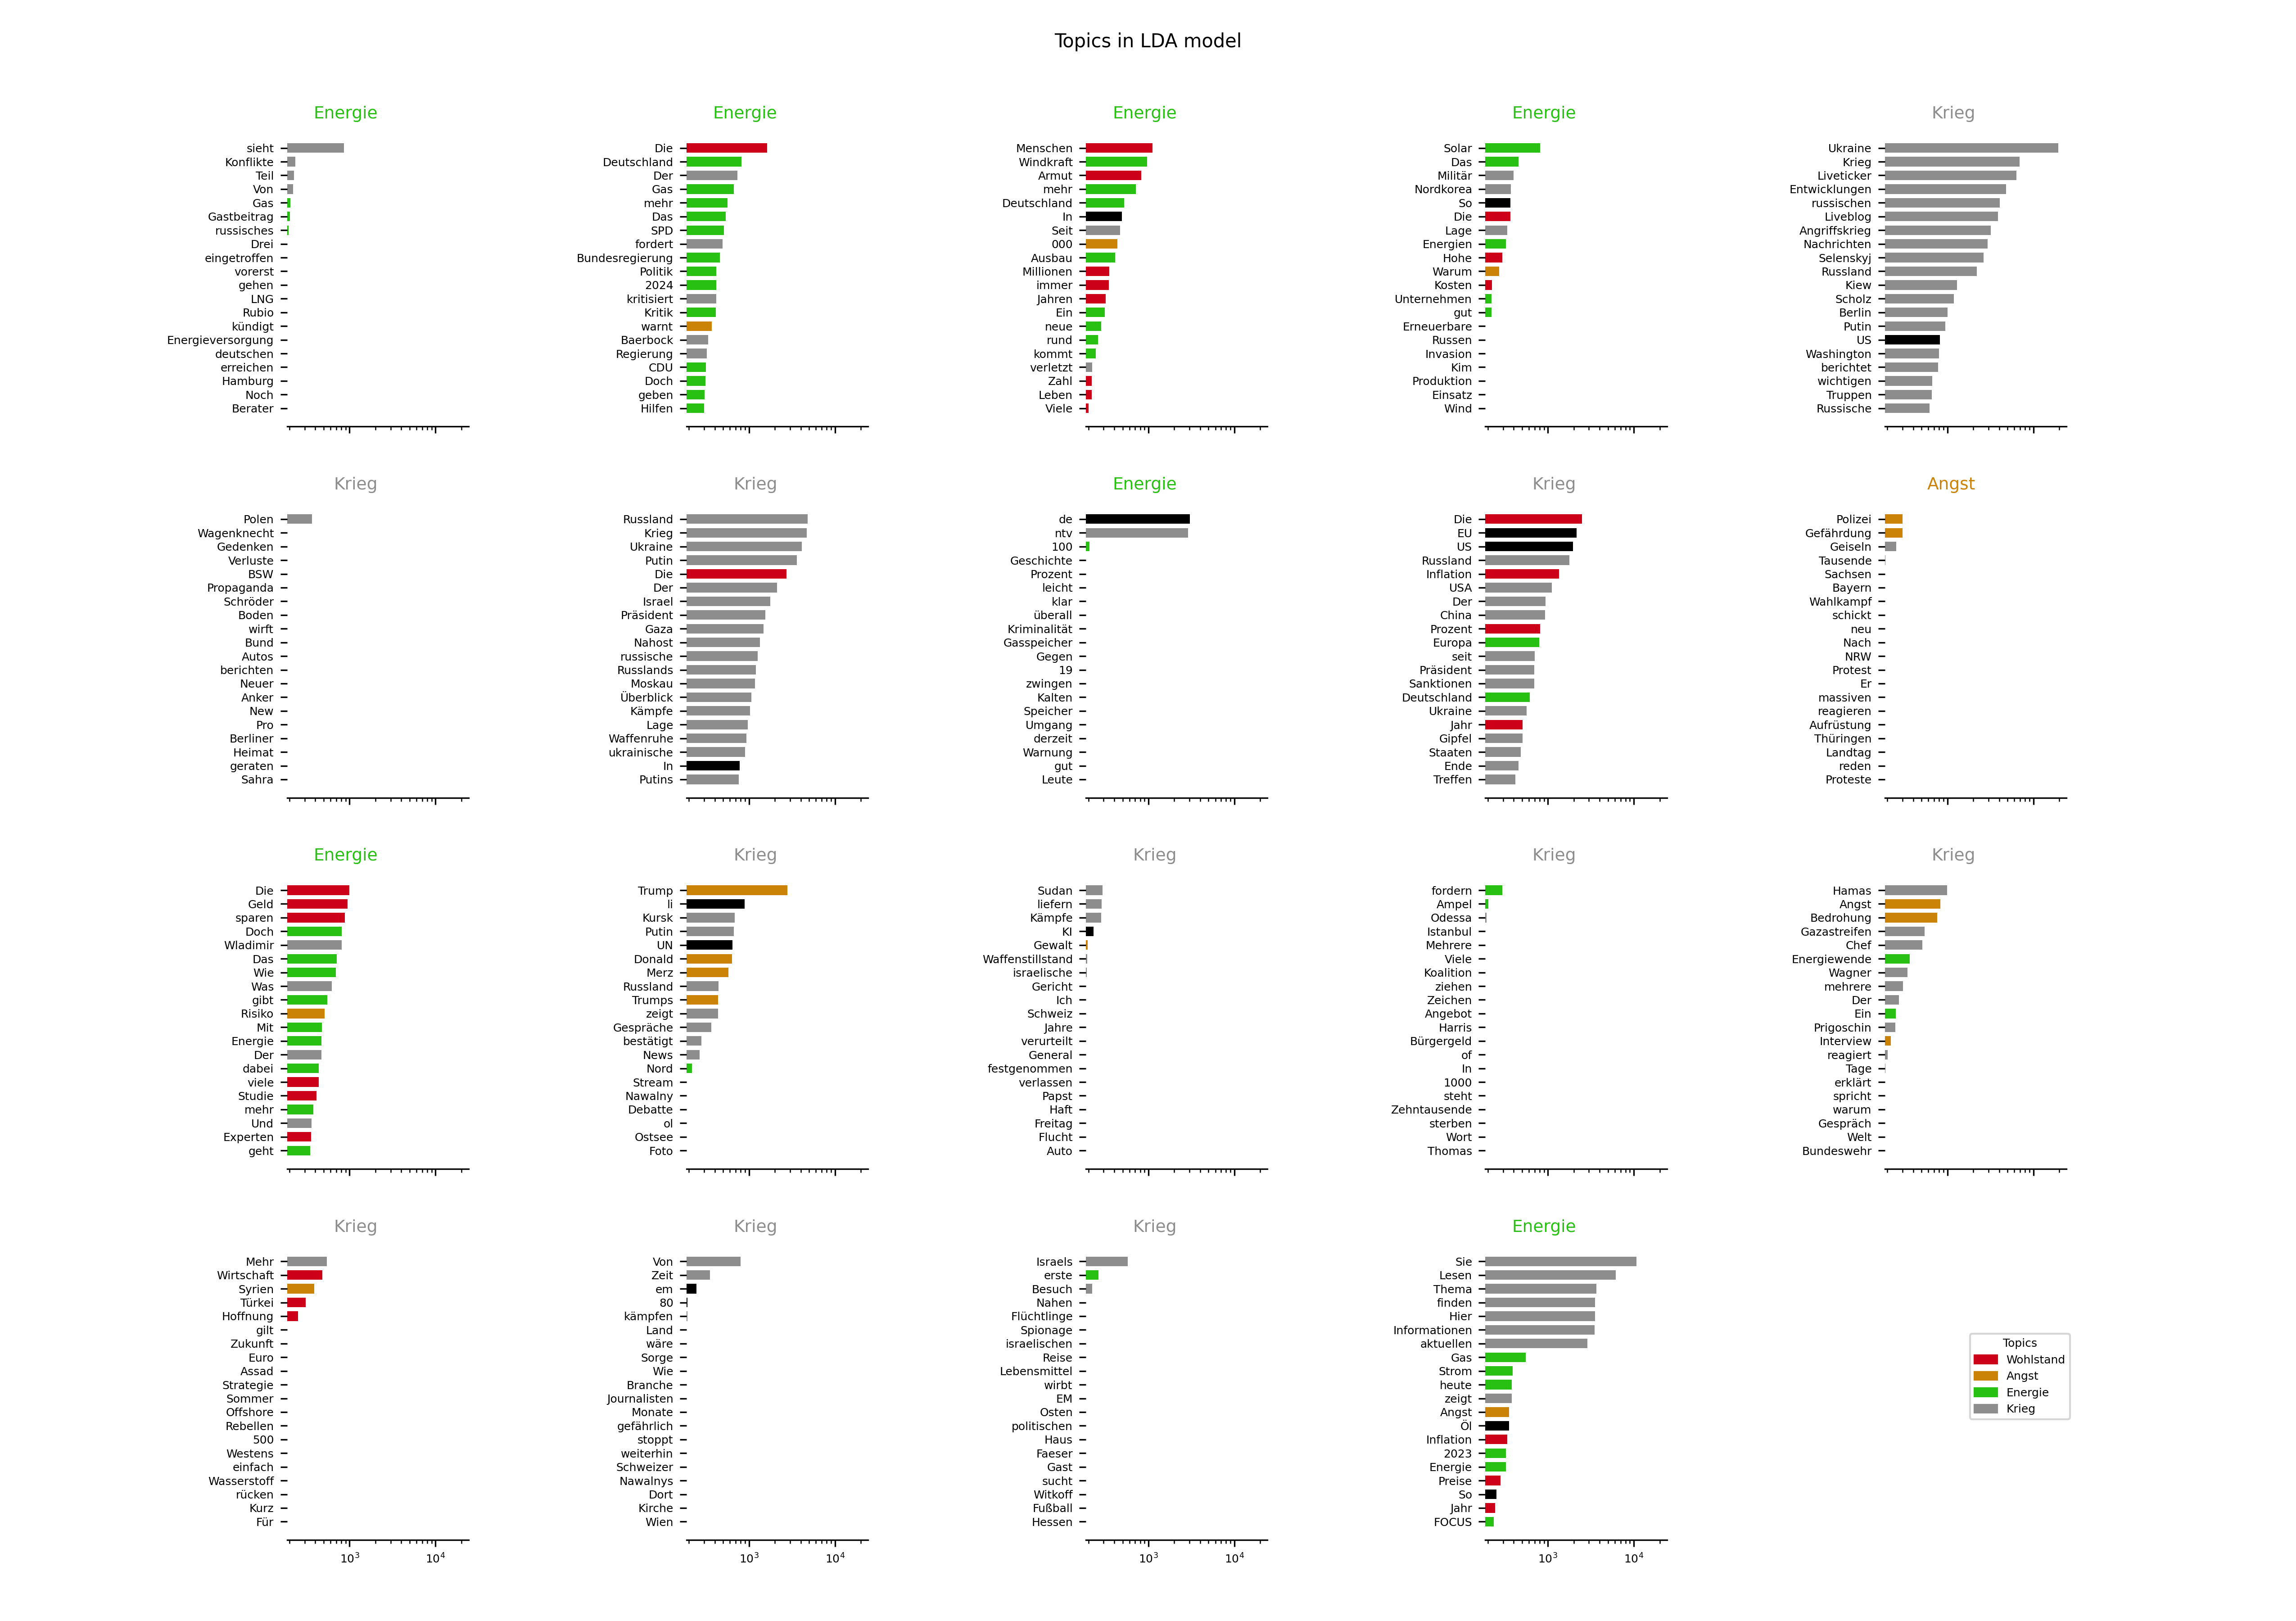 Topics in LDA model
Energie
sieht
Konflikte
Teil
Von
Gas
Gastbeitrag
russisches
Drei
eingetroffen
vorerst
gehen
LNG
Rubio
kündigt
Energieversorgung
deutschen
erreichen
Hamburg
Noch
Berater
Energie
Die
Deutschland
Der
Gas
mehr
Das
SPD
fordert
Bundesregierung
Politik
2024
kritisiert
Kritik
warnt
Baerbock
Regierung
CDU
Doch
geben
Hilfen
Energie
Menschen
Windkraft
Armut
mehr
Deutschland
In
Seit
000
Ausbau
Millionen
immer
Jahren
Ein
neue
rund
kommt
verletzt
Zahl
Leben
Viele
Energie
Solar
Das
Militär
Nordkorea
So
Die
Lage
Energien
Hohe
Warum
Kosten
Unternehmen
gut
Erneuerbare
Russen
Invasion
Kim
Produktion
Einsatz
Wind
Krieg
Ukraine
Krieg
Liveticker
Entwicklungen
russischen
Liveblog
Angriffskrieg
Nachrichten
Selenskyj
Russland
Kiew
Scholz
Berlin
Putin
US
Washington
berichtet
wichtigen
Truppen
Russische
Krieg
Polen
Wagenknecht
Gedenken
Verluste
BSW
Propaganda
Schröder
Boden
wirft
Bund
Autos
berichten
Neuer
Anker
New
Pro
Berliner
Heimat
geraten
Sahra
Krieg
Russland
Krieg
Ukraine
Putin
Die
Der
Israel
Präsident
Gaza
Nahost
russische
Russlands
Moskau
Überblick
Kämpfe
Lage
Waffenruhe
ukrainische
In
Putins
Energie
de
ntv
100
Geschichte
Prozent
leicht
klar
überall
Kriminalität
Gasspeicher
Gegen
19
zwingen
Kalten
Speicher
Umgang
derzeit
Warnung
gut
Leute
Krieg
Die
EU
US
Russland
Inflation
USA
Der
China
Prozent
Europa
seit
Präsident
Sanktionen
Deutschland
Ukraine
Jahr
Gipfel
Staaten
Ende
Treffen
Angst
Polizei
Gefährdung
Geiseln
Tausende
Sachsen
Bayern
Wahlkampf
schickt
neu
Nach
NRW
Protest
Er
massiven
reagieren
Aufrüstung
Thüringen
Landtag
reden
Proteste
Energie
Die
Geld
sparen
Doch
Wladimir
Das
Wie
Was
gibt
Risiko
Mit
Energie
Der
dabei
viele
Studie
mehr
Und
Experten
geht
Krieg
Trump
li
Kursk
Putin
UN
Donald
Merz
Russland
Trumps
zeigt
Gespräche
bestätigt
News
Nord
Stream
Nawalny
Debatte
ol
Ostsee
Foto
Krieg
Sudan
liefern
Kämpfe
KI
Gewalt
Waffenstillstand
israelische
Gericht
Ich
Schweiz
Jahre
verurteilt
General
festgenommen
verlassen
Papst
Haft
Freitag
Flucht
Auto
Krieg
fordern
Ampel
Odessa
Istanbul
Mehrere
Viele
Koalition
ziehen
Zeichen
Angebot
Harris
Bürgergeld
of
In
1000
steht
Zehntausende
sterben
Wort
Thomas
Krieg
Hamas
Angst
Bedrohung
Gazastreifen
Chef
Energiewende
Wagner
mehrere
Der
Ein
Prigoschin
Interview
reagiert
Tage
erklärt
spricht
warum
Gespräch
Welt
Bundeswehr
Krieg
Mehr
Wirtschaft
Syrien
Türkei
Hoffnung
gilt
Zukunft
Euro
Assad
Strategie
Sommer
Offshore
Rebellen
500
Westens
einfach
Wasserstoff
rücken
Kurz
Für
10³ 10⁴
Krieg
Von
Zeit
em
80
kämpfen
Land
wäre
Sorge
Wie
Branche
Journalisten
Monate
gefährlich
stoppt
weiterhin
Schweizer
Nawalnys
Dort
Kirche
Wien
10³ 10⁴
Krieg
Israels
erste
Besuch
Nahen
Flüchtlinge
Spionage
israelischen
Reise
Lebensmittel
wirbt
EM
Osten
politischen
Haus
Faeser
Gast
sucht
Witkoff
Fußball
Hessen
10³ 10⁴
Energie
Sie
Lesen
Thema
finden
Hier
Informationen
aktuellen
Gas
Strom
heute
zeigt
Angst
Öl
Inflation
2023
Energie
Preise
So
Jahr
FOCUS
10³ 10⁴
Topics
Wohlstand
Angst
Energie
Krieg